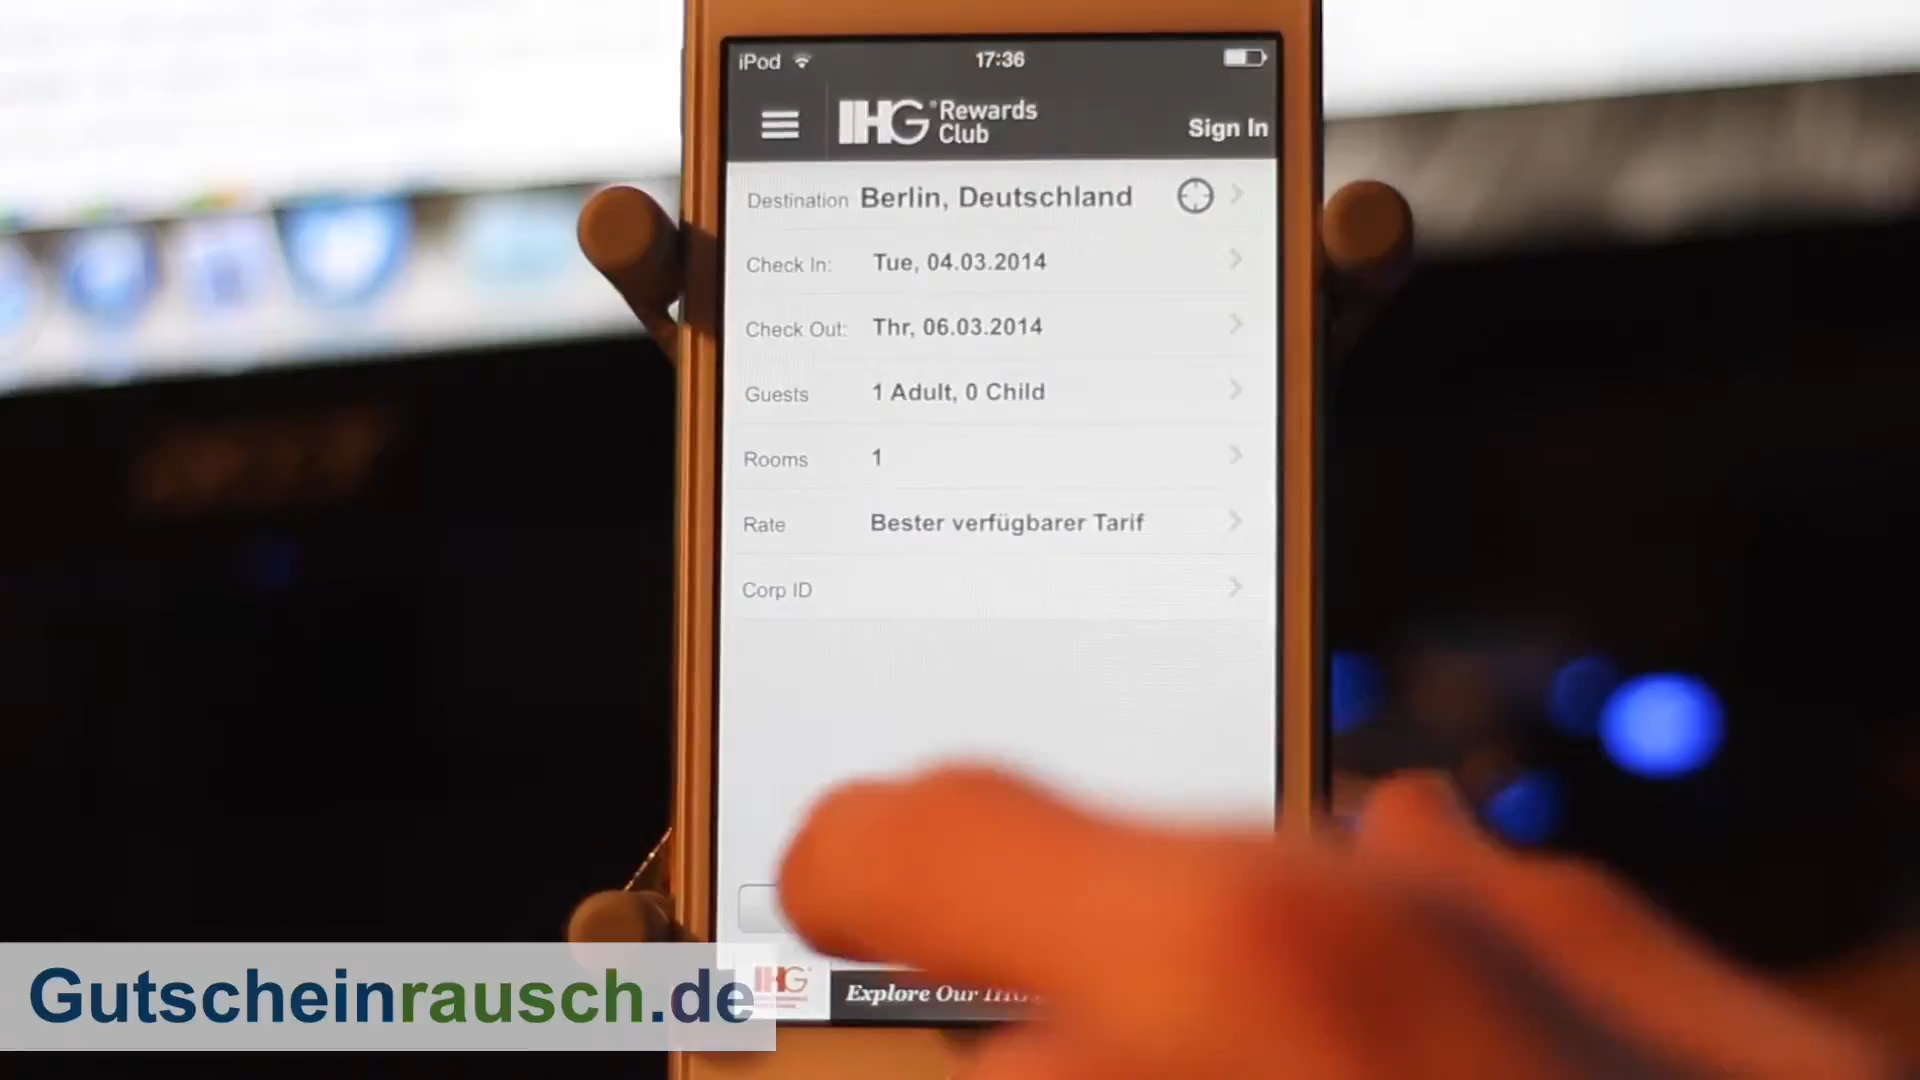 iPod
17:36
IHG® Rewards Club
Sign In
Destination Berlin, Deutschland
Check In: Tue, 04.03.2014
Check Out: Thr, 06.03.2014
Guests 1 Adult, 0 Child
Rooms 1
Rate Bester verfügbarer Tarif
Corp ID
IHG
Explore Our
Gutscheinrausch.de